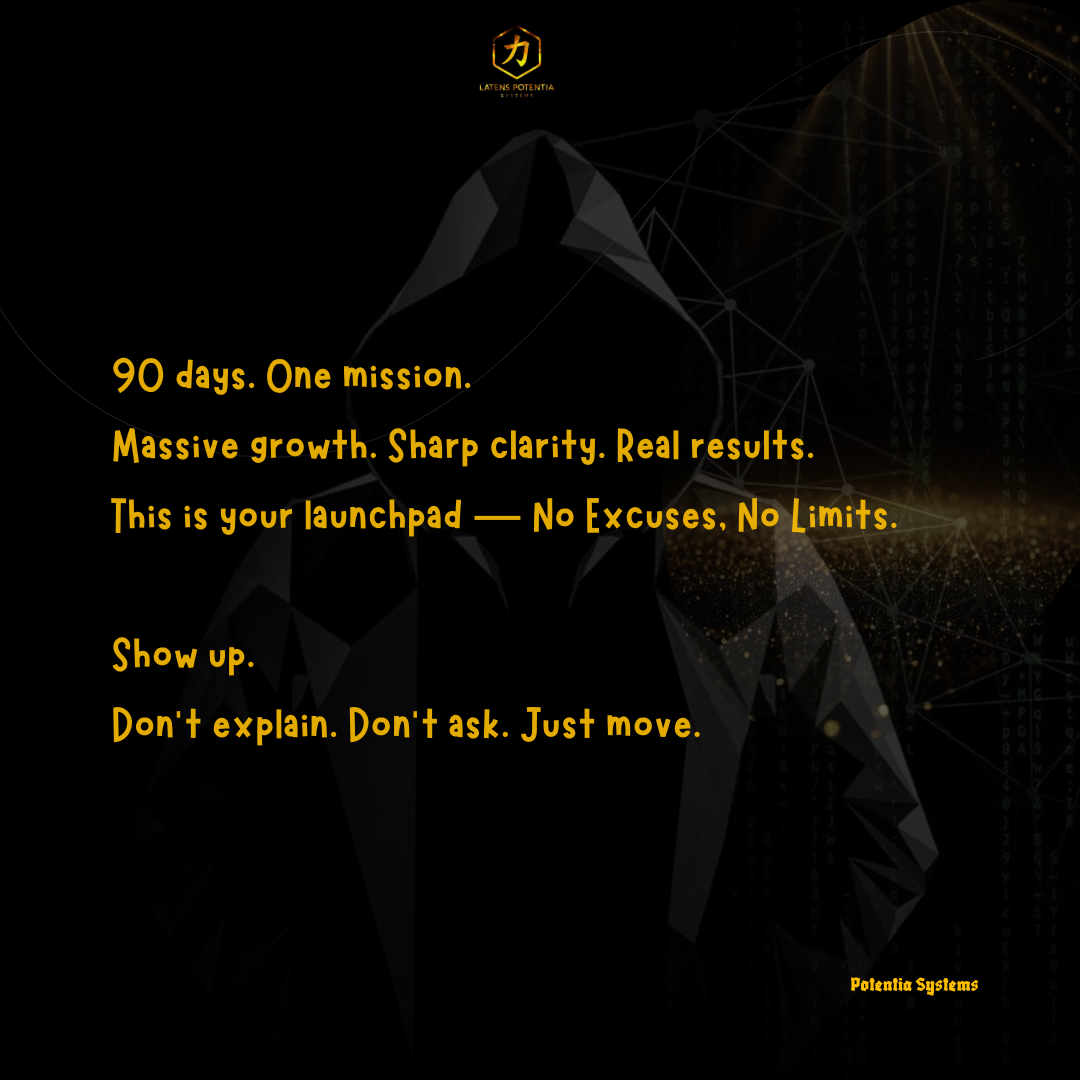 力
LATENS POTENTIA
SYSTEMS
90 days. One mission.
Massive growth. Sharp clarity. Real results.
This is your launchpad — No Excuses, No Limits.
Show up.
Don't explain. Don't ask. Just move.
Potentia Systems